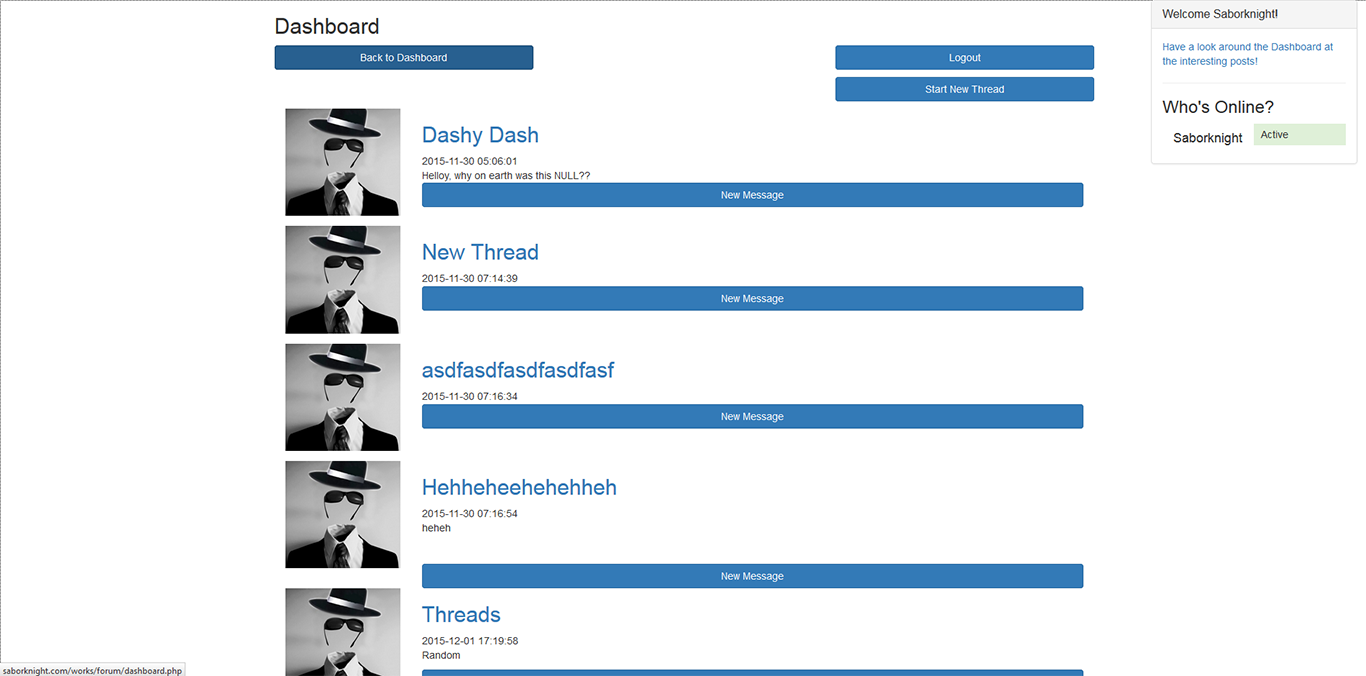 Dashboard
Back to Dashboard
Logout
Start New Thread
Dashy Dash
2015-11-30 05:06:01
Helloy, why on earth was this NULL??
New Message
New Thread
2015-11-30 07:14:39
New Message
asdfasdfasdfasdfasf
2015-11-30 07:16:34
New Message
Hehheheehehehheh
2015-11-30 07:16:54
heheh
New Message
Threads
2015-12-01 17:19:58
Random
Welcome Saborknight!
Have a look around the Dashboard at
the interesting posts!
Who's Online?
Saborknight
Active
saborknight.com/works/forum/dashboard.php